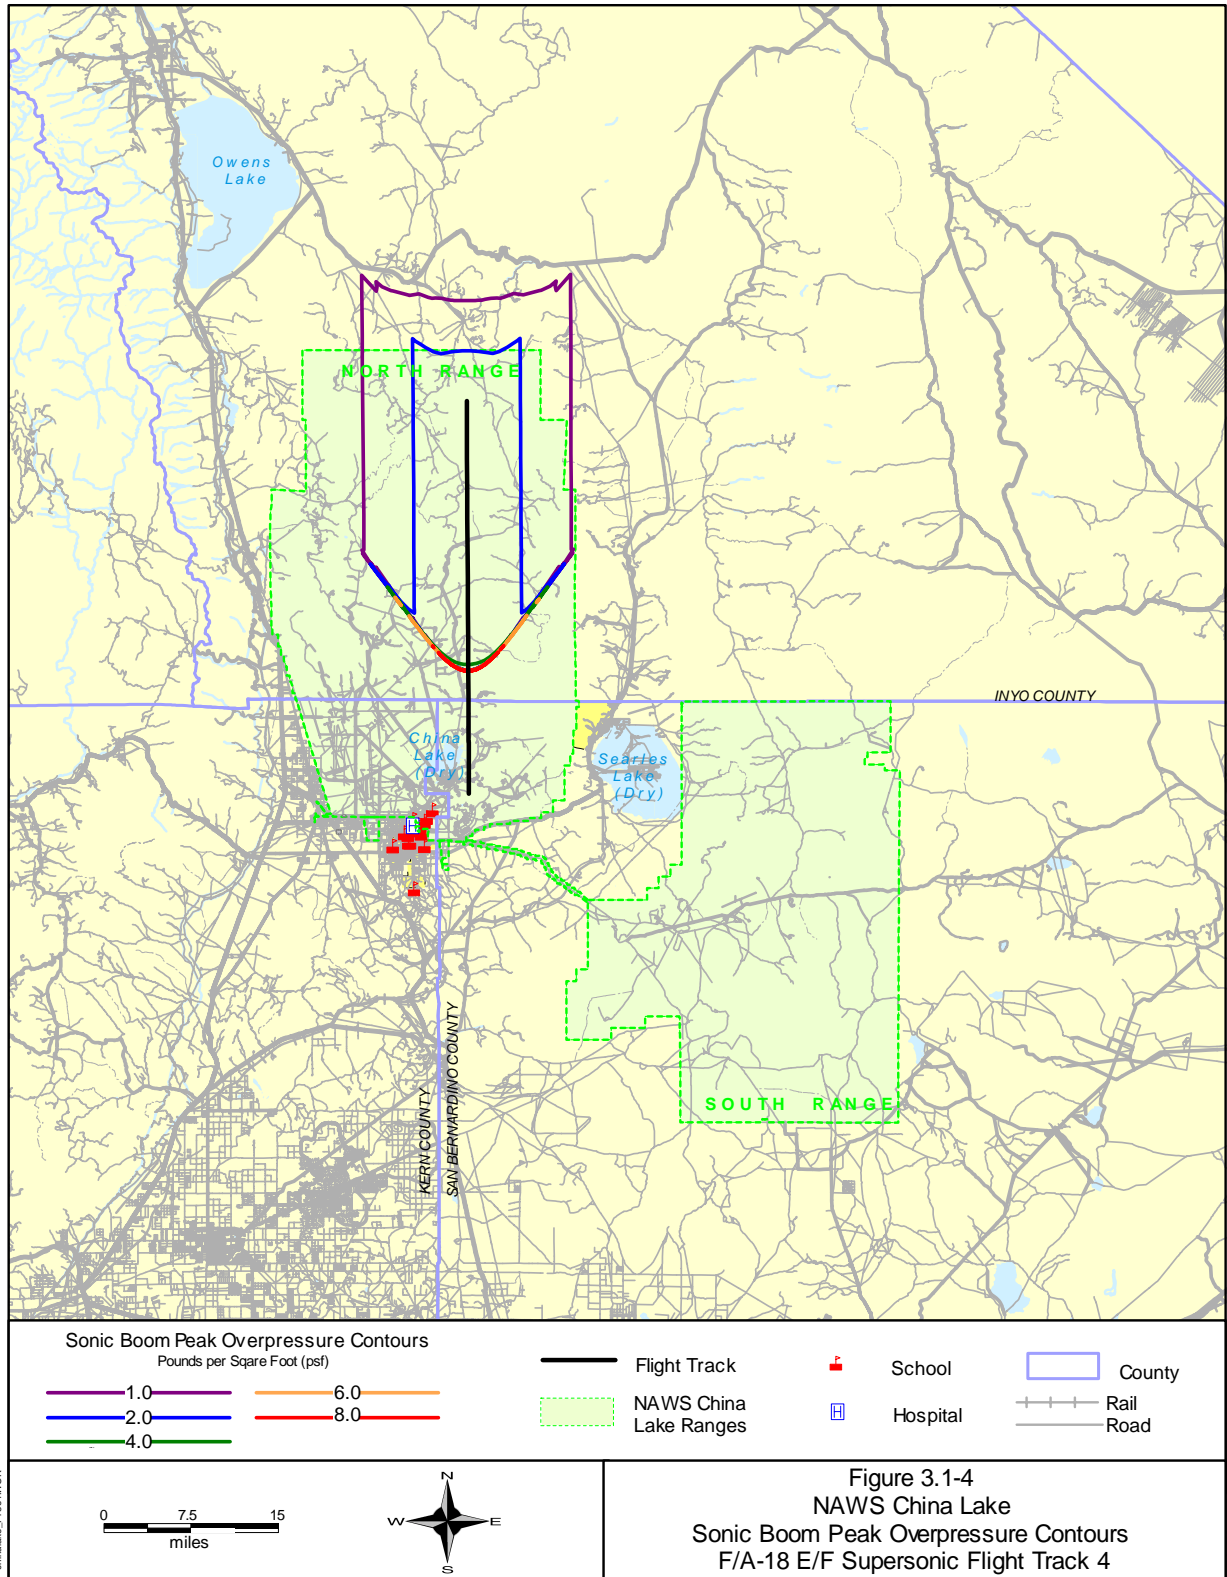 Owens
Lake
NORTH RANGE
INYO COUNTY
China
Lake
(Dry)
Searles
Lake
(Dry)
H
KERN COUNTY
SAN BERNARDINO COUNTY
SOUTH RANGE
Sonic Boom Peak Overpressure Contours
Pounds per Sqare Foot (psf)
1.0
2.0
4.0
6.0
8.0
Flight Track
NAWS China
Lake Ranges
School
H
Hospital
County
Rail
Road
0 7.5 15
miles
N
W E
S
Figure 3.1-4
NAWS China Lake
Sonic Boom Peak Overpressure Contours
F/A-18 E/F Supersonic Flight Track 4